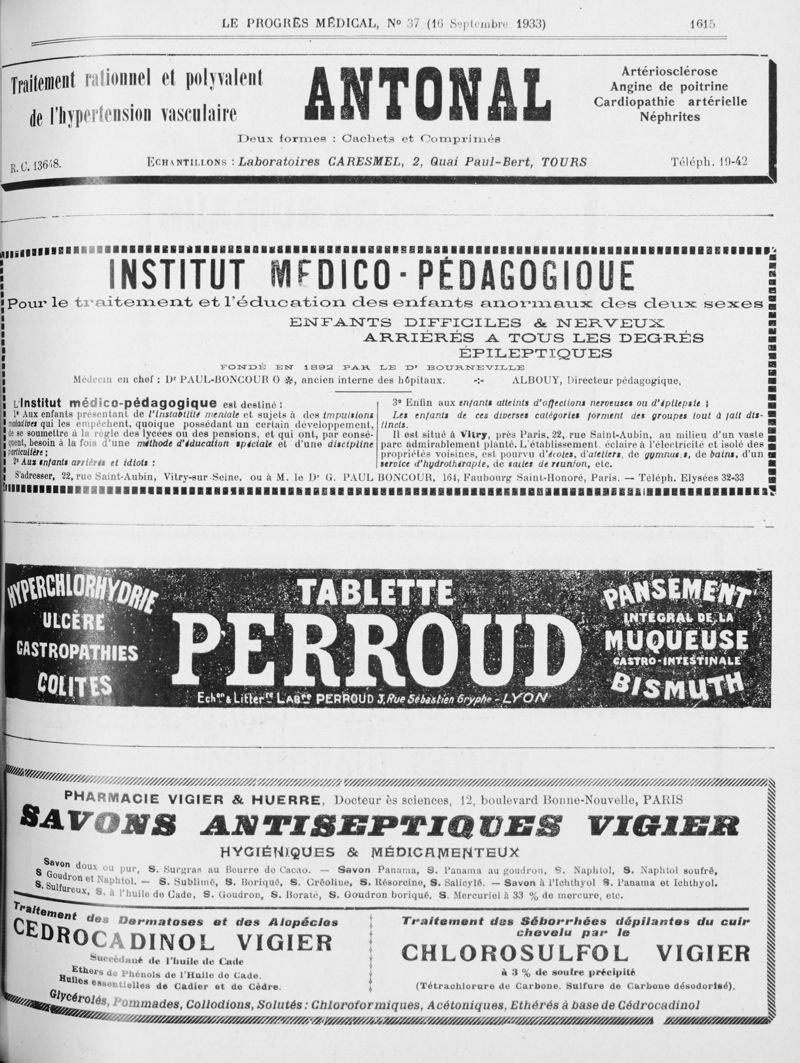 LE PROGRÈS MÉDICAL, No 37 (16 Septembre 1933) 1615
Traitement rationnel et polyvalent
de l'hypertension vasculaire
ANTONAL
Artériosclérose
Angine de poitrine
Cardiopathie artérielle
Néphrites
Deux formes : Cachets et Comprimés
R. C. 13648.
ECHANTILLONS : Laboratoires CARESMEL, 2, Quai Paul-Bert, TOURS
Téléph. 19-42
INSTITUT MÉDICO-PÉDAGOGIQUE
Pour le traitement et l'éducation des enfants anormaux des deux sexes
ENFANTS DIFFICILES & NERVEUX
ARRIÉRÉS A TOUS LES DEGRÉS
ÉPILEPTIQUES
FONDÉ EN 1892 PAR LE Dr BOURNEVILLE
Médecin en chef : Dr PAUL-BONCOUR O ✻, ancien interne des hôpitaux. -:- ALBOUY, Directeur pédagogique,
L'Institut médico-pédagogique est destiné :
1° Aux enfants présentant de l'instabilité mentale et sujets à des impulsions
maladives qui les empêchent, quoique possédant un certain développement,
de se soumettre à la règle des lycées ou des pensions, et qui ont, par consé-
quent, besoin à la fois d'une méthode d'éducation spéciale et d'une discipline
particulière ;
2° Aux enfants arriérés et idiots :
3° Enfin aux enfants atteints d'affections nerveuses ou d'épilepsie ;
Les enfants de ces diverses catégories forment des groupes tout à fait dis-
tincts.
Il est situé à Vitry, près Paris, 22, rue Saint-Aubin, au milieu d'un vaste
parc admirablement planté. L'établissement éclairé à l'électricité et isolé des
propriétés voisines, est pourvu d'écoles, d'ateliers, de gymnases, de bains, d'un
service d'hydrothérapie, de salles de réunion, etc.
S'adresser, 22, rue Saint-Aubin, Vitry-sur-Seine, ou à M. le Dr G. PAUL BONCOUR, 164, Faubourg Saint-Honoré, Paris. — Téléph. Elysées 32-33
HYPERCHLORHYDRIE
ULCÈRE
GASTROPATHIES
COLITES
TABLETTE
PERROUD
Echon & Littérre LABres PERROUD 3, Rue Sébastien Gryphe - LYON
PANSEMENT
INTÉGRAL DE LA
MUQUEUSE
GASTRO-INTESTINALE
BISMUTH
PHARMACIE VIGIER & HUERRE, Docteur ès sciences, 12, boulevard Bonne-Nouvelle, PARIS
SAVONS ANTISEPTIQUES VIGIER
HYGIÉNIQUES & MÉDICAMENTEUX
Savon doux ou pur, S. Surgras au Beurre de Cacao. — Savon Panama, S. Panama au goudron, S. Naphtol, S. Naphtol soufré,
S Goudron et Naphtol. — S. Sublimé, S. Boriqué, S. Créoline, S. Résorcine, S. Salicylé. — Savon à l'Ichthyol S. Panama et Ichthyol.
S. Sulfureux, S. à l'huile de Cade, S. Goudron, S. Boraté, S. Goudron boriqué, S. Mercuriel à 33 % de mercure, etc.
Traitement des Dermatoses et des Alopécies
CEDROCADINOL VIGIER
Succédané de l'huile de Cade
Ethers de Phénols de l'Huile de Cade.
Huiles essentielles de Cadier et de Cèdre.
Traitement des Séborrhées dépilantes du cuir
chevelu par le
CHLOROSULFOL VIGIER
à 3 % de soufre précipité
(Tétrachlorure de Carbone. Sulfure de Carbone désodorisé).
Glycérolés, Pommades, Collodions, Solutés : Chloroformiques, Acétoniques, Ethérés à base de Cédrocadinol